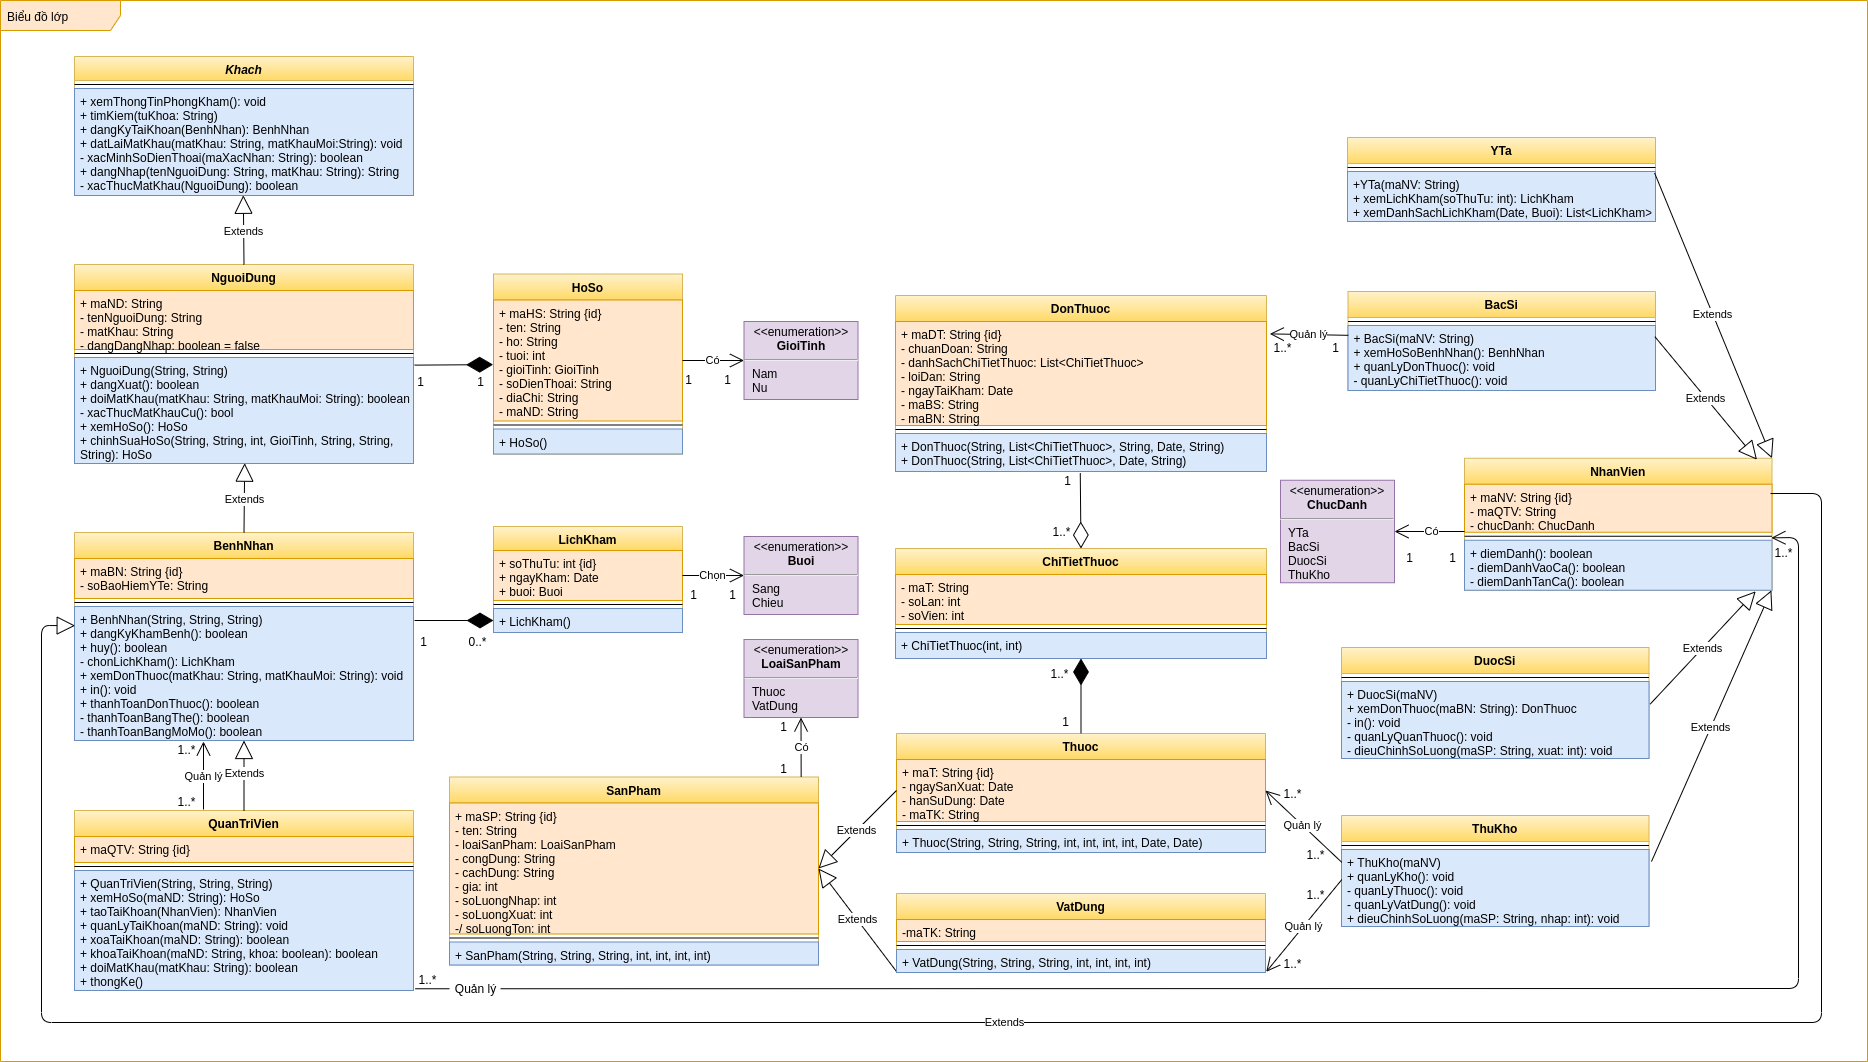 Biểu đồ lớp
Khach
+ xemThongTinPhongKham(): void
+ timKiem(tuKhoa: String)
+ dangKyTaiKhoan(BenhNhan): BenhNhan
+ datLaiMatKhau(matKhau: String, matKhauMoi:String): void
- xacMinhSoDienThoai(maXacNhan: String): boolean
+ dangNhap(tenNguoiDung: String, matKhau: String): String
- xacThucMatKhau(NguoiDung): boolean
Extends
NguoiDung
+ maND: String
- tenNguoiDung: String
- matKhau: String
- dangDangNhap: boolean = false
+ NguoiDung(String, String)
+ dangXuat(): boolean
+ doiMatKhau(matKhau: String, matKhauMoi: String): boolean
- xacThucMatKhauCu(): bool
+ xemHoSo(): HoSo
+ chinhSuaHoSo(String, String, int, GioiTinh, String, String,
String): HoSo
1
1
Extends
HoSo
+ maHS: String {id}
- ten: String
- ho: String
- tuoi: int
- gioiTinh: GioiTinh
- soDienThoai: String
- diaChi: String
- maND: String
+ HoSo()
Có
1
1
<<enumeration>>
GioiTinh
Nam
Nu
BenhNhan
+ maBN: String {id}
- soBaoHiemYTe: String
+ BenhNhan(String, String, String)
+ dangKyKhamBenh(): boolean
+ huy(): boolean
- chonLichKham(): LichKham
+ xemDonThuoc(matKhau: String, matKhauMoi: String): void
+ in(): void
+ thanhToanDonThuoc(): boolean
- thanhToanBangThe(): boolean
- thanhToanBangMoMo(): boolean
1
0..*
LichKham
+ soThuTu: int {id}
+ ngayKham: Date
+ buoi: Buoi
+ LichKham()
Chọn
1
1
<<enumeration>>
Buoi
Sang
Chieu
<<enumeration>>
LoaiSanPham
Thuoc
VatDung
1
Có
1
1..*
Quản lý
Extends
1..*
QuanTriVien
+ maQTV: String {id}
+ QuanTriVien(String, String, String)
+ xemHoSo(maND: String): HoSo
+ taoTaiKhoan(NhanVien): NhanVien
+ quanLyTaiKhoan(maND: String): void
+ xoaTaiKhoan(maND: String): boolean
+ khoaTaiKhoan(maND: String, khoa: boolean): boolean
+ doiMatKhau(matKhau: String): boolean
+ thongKe()
1..*
Quản lý
SanPham
+ maSP: String {id}
- ten: String
- loaiSanPham: LoaiSanPham
- congDung: String
- cachDung: String
- gia: int
- soLuongNhap: int
- soLuongXuat: int
-/ soLuongTon: int
+ SanPham(String, String, String, int, int, int, int)
Extends
Extends
DonThuoc
+ maDT: String {id}
- chuanDoan: String
- danhSachChiTietThuoc: List<ChiTietThuoc>
- loiDan: String
- ngayTaiKham: Date
- maBS: String
- maBN: String
+ DonThuoc(String, List<ChiTietThuoc>, String, Date, String)
+ DonThuoc(String, List<ChiTietThuoc>, Date, String)
1
1..*
ChiTietThuoc
- maT: String
- soLan: int
- soVien: int
+ ChiTietThuoc(int, int)
1..*
1
Thuoc
+ maT: String {id}
- ngaySanXuat: Date
- hanSuDung: Date
- maTK: String
+ Thuoc(String, String, String, int, int, int, int, Date, Date)
VatDung
-maTK: String
+ VatDung(String, String, String, int, int, int, int)
YTa
+YTa(maNV: String)
+ xemLichKham(soThuTu: int): LichKham
+ xemDanhSachLichKham(Date, Buoi): List<LichKham>
Extends
BacSi
+ BacSi(maNV: String)
+ xemHoSoBenhNhan(): BenhNhan
+ quanLyDonThuoc(): void
- quanLyChiTietThuoc(): void
Quản lý
1..*
1
Extends
NhanVien
+ maNV: String {id}
- maQTV: String
- chucDanh: ChucDanh
+ diemDanh(): boolean
- diemDanhVaoCa(): boolean
- diemDanhTanCa(): boolean
1..*
<<enumeration>>
ChucDanh
YTa
BacSi
DuocSi
ThuKho
Có
1
1
Extends
DuocSi
+ DuocSi(maNV)
+ xemDonThuoc(maBN: String): DonThuoc
- in(): void
- quanLyQuanThuoc(): void
- dieuChinhSoLuong(maSP: String, xuat: int): void
Extends
ThuKho
+ ThuKho(maNV)
+ quanLyKho(): void
- quanLyThuoc(): void
- quanLyVatDung(): void
+ dieuChinhSoLuong(maSP: String, nhap: int): void
1..*
Quản lý
1..*
1..*
Quản lý
1..*
Extends